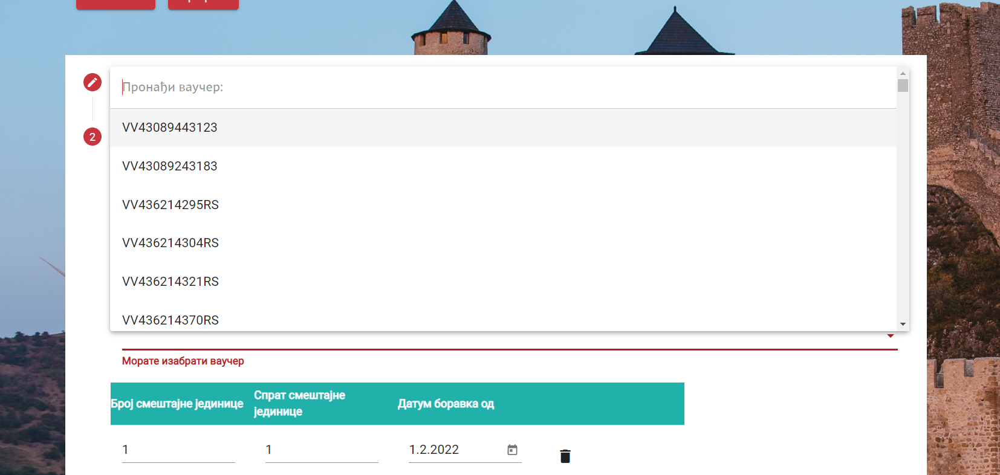 Пронађи ваучер:
VV43089443123
2
VV43089243183
VV436214295RS
VV436214304RS
VV436214321RS
VV436214370RS
Морате изабрати ваучер
Број смештајне јединице
Спрат смештајне
јединице
Датум боравка од
1
1
1.2.2022